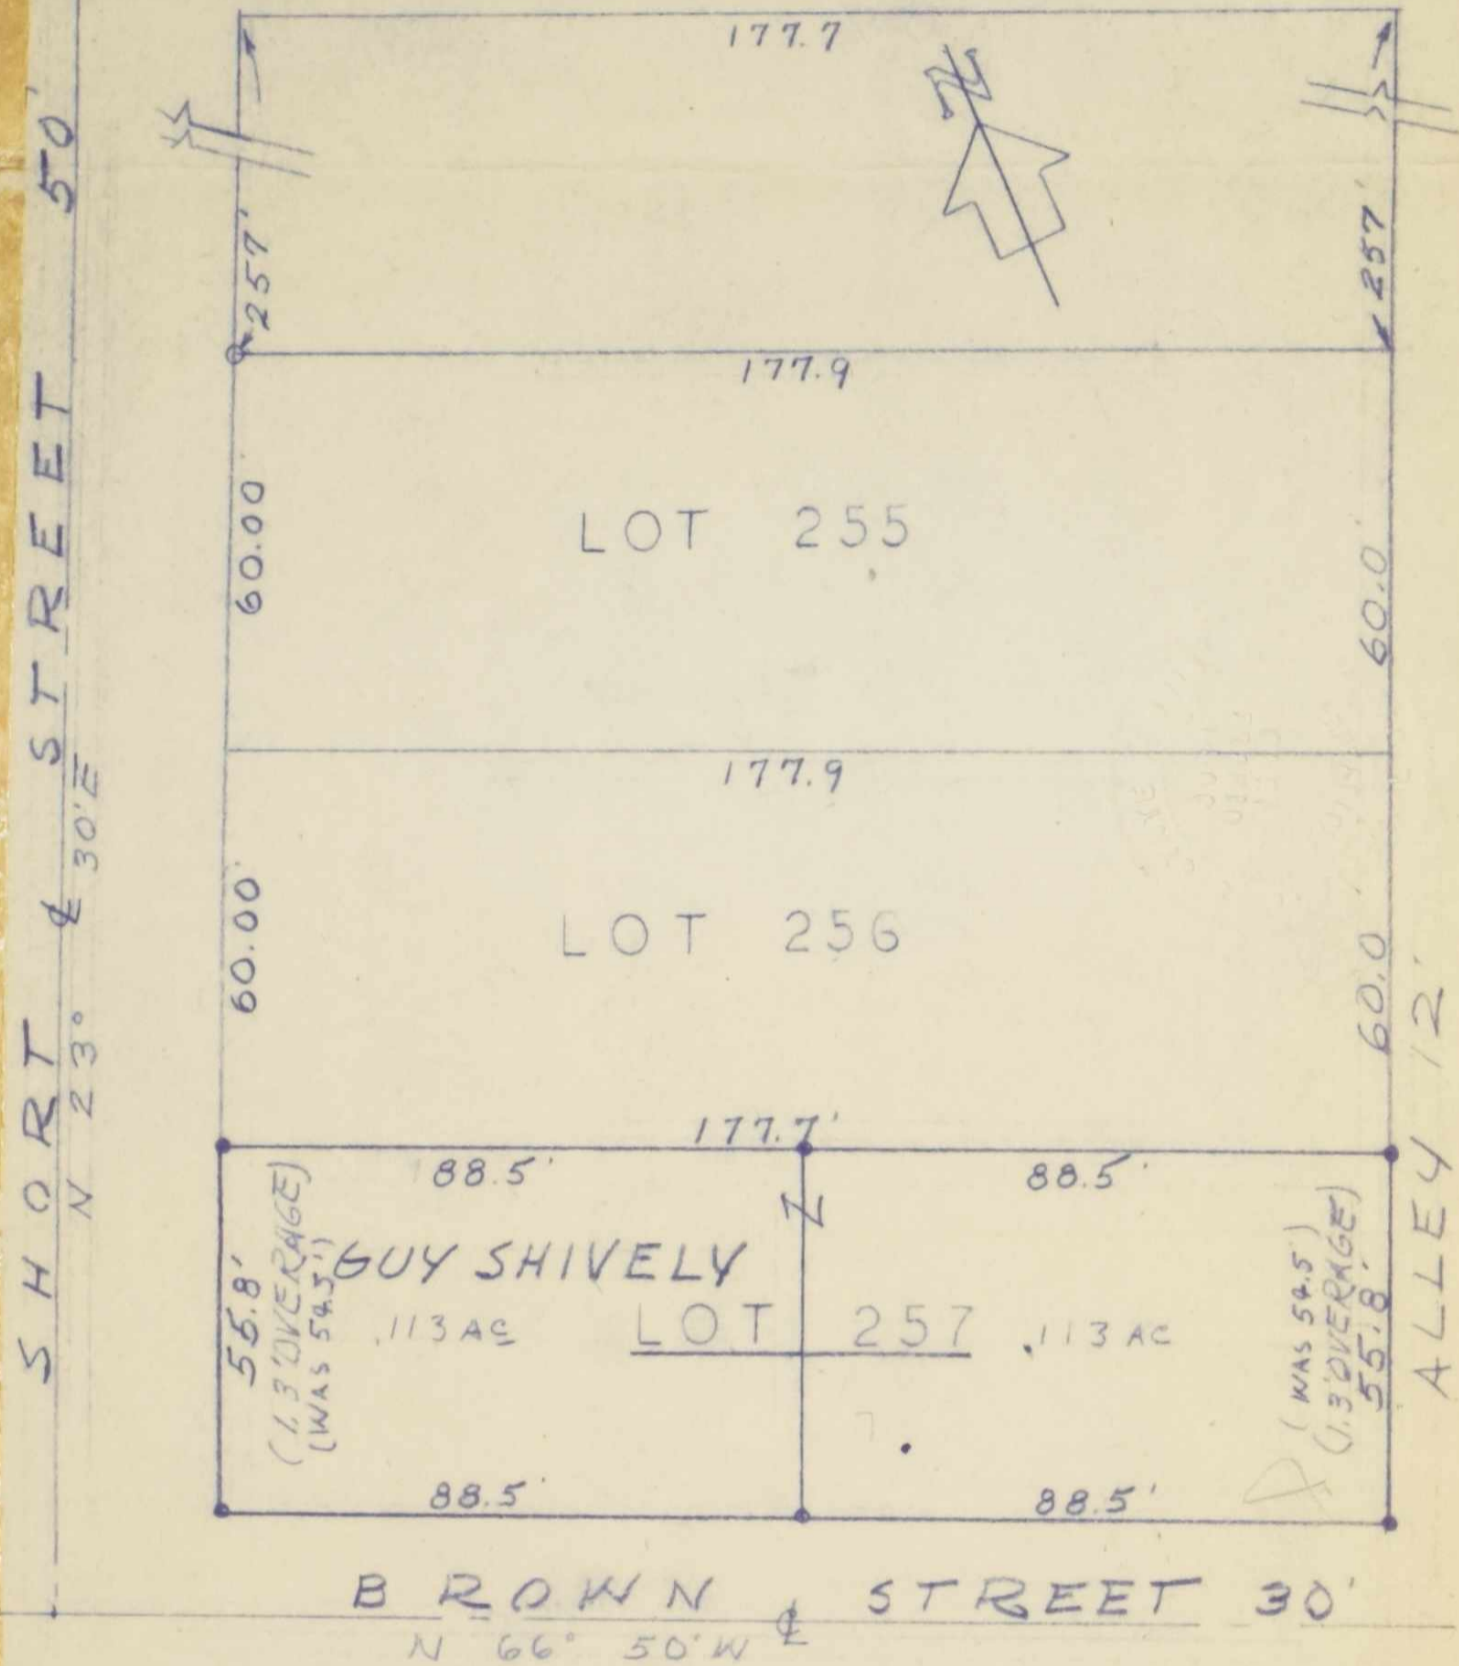 177.7
N
257'
257'
SHORT STREET 50'
℄
N 23° 30' E
177.9
60.00
LOT 255
60.0'
177.9
60.00'
LOT 256
60.0'
ALLEY 12'
177.7'
88.5'
88.5'
55.8'
(1.3' OVERAGE)
(WAS 54.5')
GUY SHIVELY
.113 AC
LOT 257
.113 AC
(WAS 54.5')
(1.3' OVERAGE)
55.8'
88.5'
88.5'
BROWN ℄ STREET 30'
N 66° 50' W